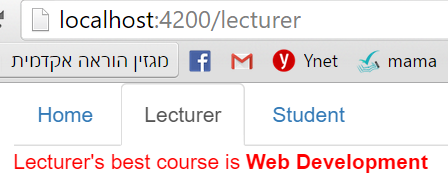 localhost:4200/lecturer
מגזין הוראה אקדמית Ynet mama
Home Lecturer Student
Lecturer's best course is Web Development